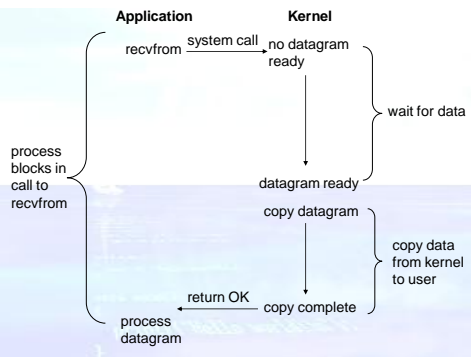 Application
Kernel
recvfrom
system call
no datagram
ready
wait for data
process
blocks in
call to
recvfrom
datagram ready
copy datagram
copy data
from kernel
to user
return OK
copy complete
process
datagram